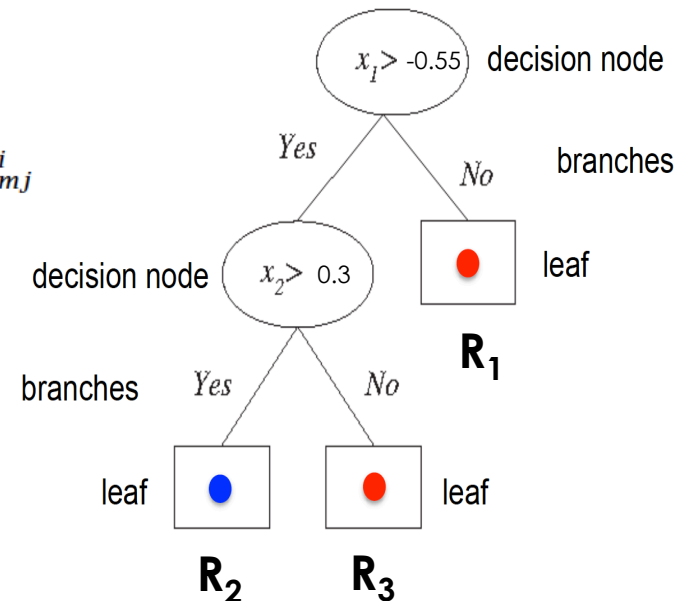 x₁> -0.55 decision node
Yes
i
mj
No
branches
decision node
x₂> 0.3
leaf
R₁
branches
Yes
No
leaf
leaf
R₂
R₃